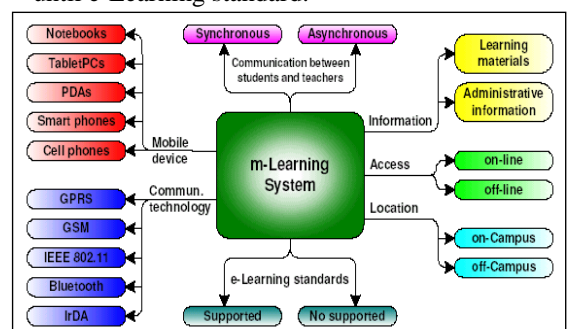 until e-Learning standard.
Notebooks
TabletPCs
PDAs
Smart phones
Cell phones
Mobile
device
GPRS
GSM
IEEE 802.11
Bluetooth
IrDA
Commun.
technology
Synchronous
Asynchronous
Communication between
students and teachers
m-Learning
System
e-Learning standards
Supported
No supported
Information
Learning
materials
Administrative
information
Access
on-line
off-line
Location
on-Campus
off-Campus